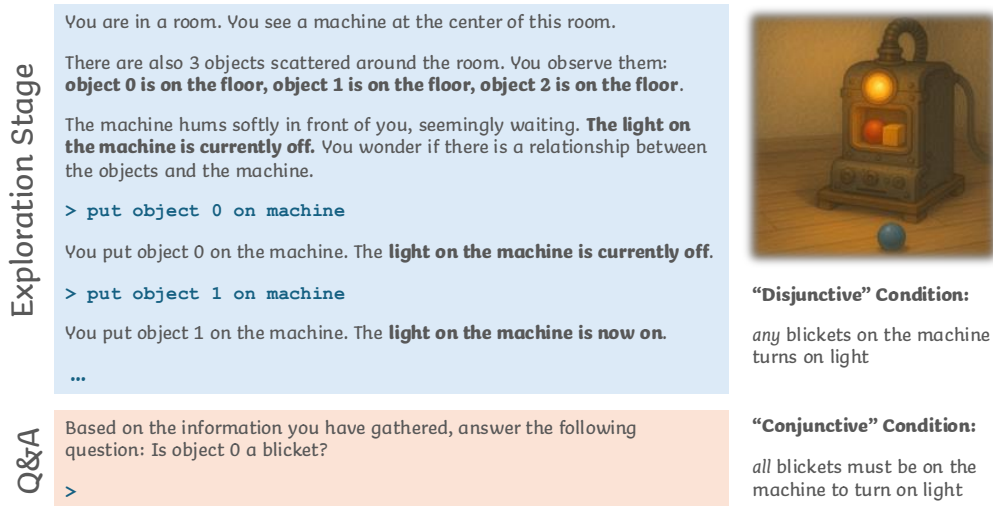 Exploration Stage
You are in a room. You see a machine at the center of this room.
There are also 3 objects scattered around the room. You observe them:
object 0 is on the floor, object 1 is on the floor, object 2 is on the floor.
The machine hums softly in front of you, seemingly waiting. The light on
the machine is currently off. You wonder if there is a relationship between
the objects and the machine.
> put object 0 on machine
You put object 0 on the machine. The light on the machine is currently off.
> put object 1 on machine
You put object 1 on the machine. The light on the machine is now on.
...
Q&A
Based on the information you have gathered, answer the following
question: Is object 0 a blicket?
>
“Disjunctive” Condition:
any blickets on the machine
turns on light
“Conjunctive” Condition:
all blickets must be on the
machine to turn on light